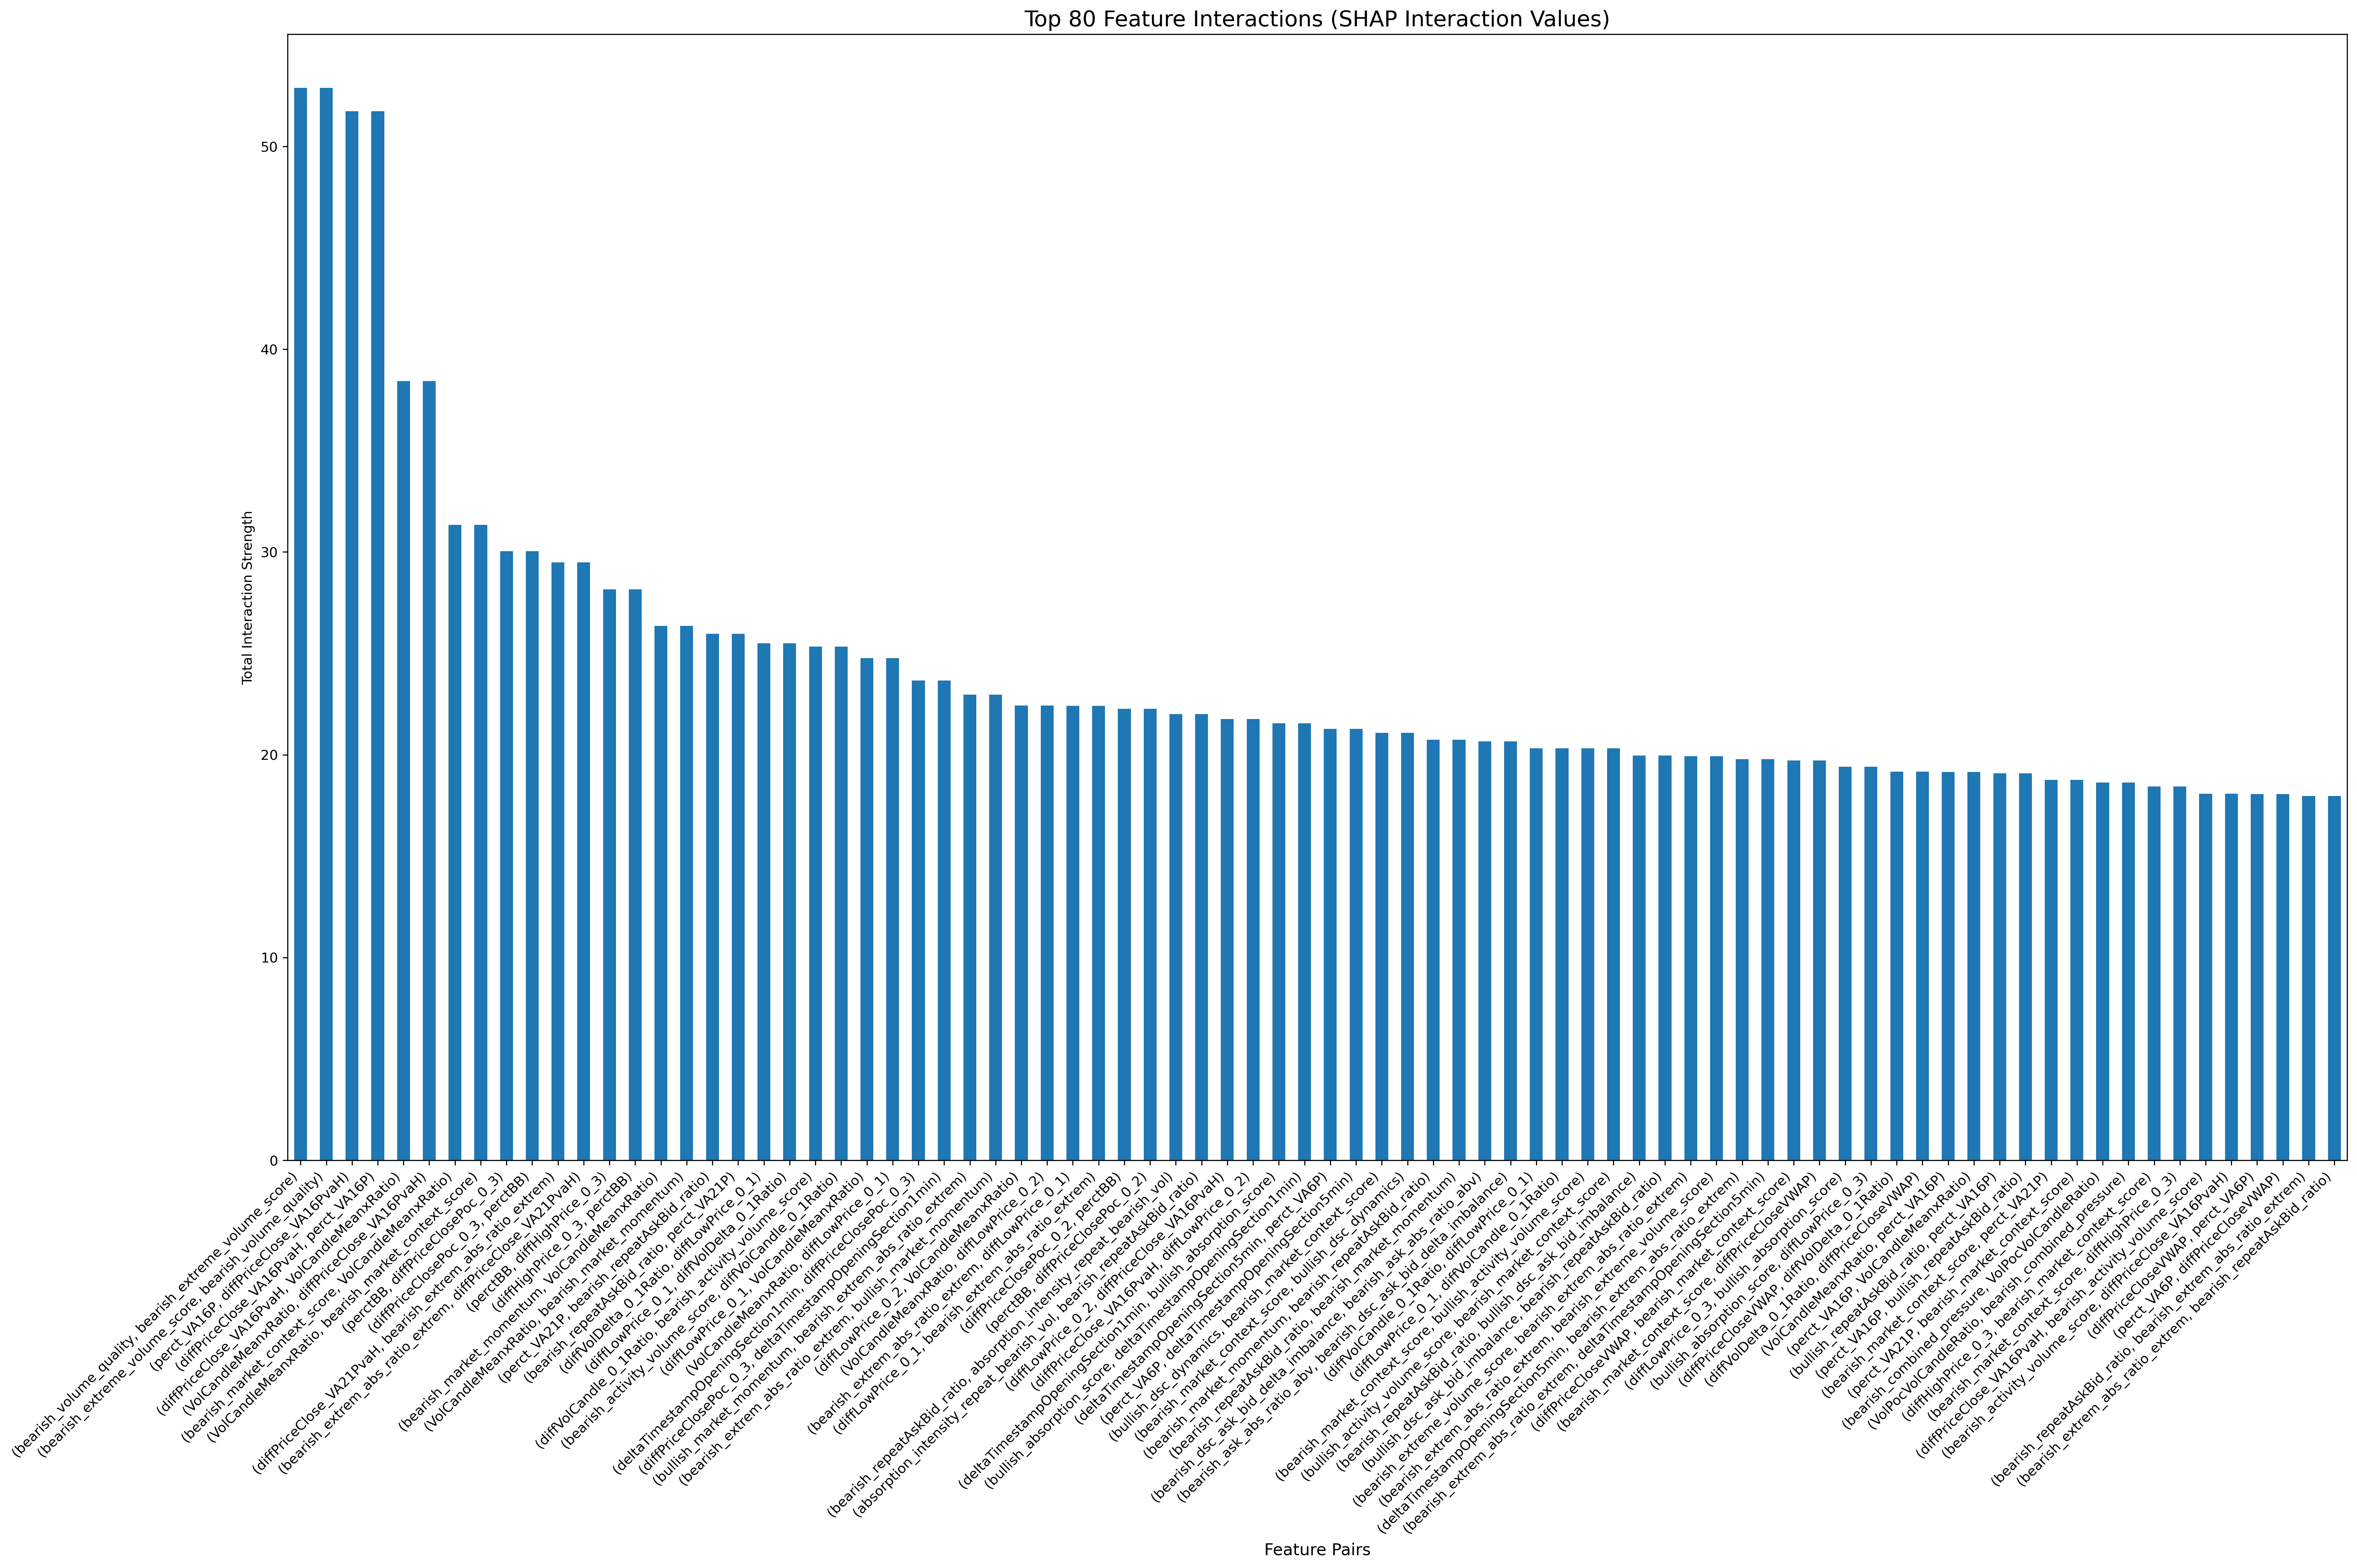 Top 80 Feature Interactions (SHAP Interaction Values)
Total Interaction Strength
50
40
30
20
10
0
(bearish_volume_quality, bearish_extreme_volume_score)
(bearish_extreme_volume_score, bearish_volume_quality)
(perct_VA16P, diffPriceClose_VA16PvaH)
(diffPriceClose_VA16PvaH, perct_VA16P)
(diffPriceClose_VA16PvaH, VolCandleMeanxRatio)
(VolCandleMeanxRatio, diffPriceClose_VA16PvaH)
(bearish_market_context_score, VolCandleMeanxRatio)
(VolCandleMeanxRatio, bearish_market_context_score)
(perctBB, diffPriceClosePoc_0_3)
(diffPriceClosePoc_0_3, perctBB)
(diffPriceClose_VA21PvaH, bearish_extrem_abs_ratio_extrem)
(bearish_extrem_abs_ratio_extrem, diffPriceClose_VA21PvaH)
(perctBB, diffHighPrice_0_3)
(diffHighPrice_0_3, perctBB)
(bearish_market_momentum, VolCandleMeanxRatio)
(VolCandleMeanxRatio, bearish_market_momentum)
(perct_VA21P, bearish_repeatAskBid_ratio)
(bearish_repeatAskBid_ratio, perct_VA21P)
(diffVolDelta_0_1Ratio, diffLowPrice_0_1)
(diffLowPrice_0_1, diffVolDelta_0_1Ratio)
(diffVolCandle_0_1Ratio, bearish_activity_volume_score)
(bearish_activity_volume_score, diffVolCandle_0_1Ratio)
(diffLowPrice_0_1, VolCandleMeanxRatio)
(VolCandleMeanxRatio, diffLowPrice_0_1)
(deltaTimestampOpeningSection1min, diffPriceClosePoc_0_3)
(diffPriceClosePoc_0_3, deltaTimestampOpeningSection1min)
(bullish_market_momentum, bearish_extrem_abs_ratio_extrem)
(bearish_extrem_abs_ratio_extrem, bullish_market_momentum)
(diffLowPrice_0_2, VolCandleMeanxRatio)
(VolCandleMeanxRatio, diffLowPrice_0_2)
(bearish_extrem_abs_ratio_extrem, diffLowPrice_0_1)
(diffLowPrice_0_1, bearish_extrem_abs_ratio_extrem)
(diffPriceClosePoc_0_2, perctBB)
(perctBB, diffPriceClosePoc_0_2)
(bearish_repeatAskBid_ratio, absorption_intensity_repeat_bearish_vol)
(absorption_intensity_repeat_bearish_vol, bearish_repeatAskBid_ratio)
(diffLowPrice_0_2, diffPriceClose_VA16PvaH)
(diffPriceClose_VA16PvaH, diffLowPrice_0_2)
(deltaTimestampOpeningSection1min, bullish_absorption_score)
(bullish_absorption_score, deltaTimestampOpeningSection1min)
(deltaTimestampOpeningSection5min, perct_VA6P)
(perct_VA6P, deltaTimestampOpeningSection5min)
(bullish_dsc_dynamics, bearish_market_context_score)
(bearish_market_context_score, bullish_dsc_dynamics)
(bearish_market_momentum, bearish_repeatAskBid_ratio)
(bearish_repeatAskBid_ratio, bearish_market_momentum)
(bearish_dsc_ask_bid_delta_imbalance, bearish_ask_abs_ratio_abv)
(bearish_ask_abs_ratio_abv, bearish_dsc_ask_bid_delta_imbalance)
(diffVolCandle_0_1Ratio, diffLowPrice_0_1)
(diffLowPrice_0_1, diffVolCandle_0_1Ratio)
(bearish_market_context_score, bullish_activity_volume_score)
(bullish_activity_volume_score, bearish_market_context_score)
(bearish_repeatAskBid_ratio, bullish_dsc_ask_bid_imbalance)
(bullish_dsc_ask_bid_imbalance, bearish_repeatAskBid_ratio)
(bearish_extreme_volume_score, bearish_extrem_abs_ratio_extrem)
(bearish_extrem_abs_ratio_extrem, bearish_extreme_volume_score)
(deltaTimestampOpeningSection5min, bearish_extrem_abs_ratio_extrem)
(bearish_extrem_abs_ratio_extrem, deltaTimestampOpeningSection5min)
(diffPriceCloseVWAP, bearish_market_context_score)
(bearish_market_context_score, diffPriceCloseVWAP)
(diffLowPrice_0_3, bullish_absorption_score)
(bullish_absorption_score, diffLowPrice_0_3)
(diffPriceCloseVWAP, diffVolDelta_0_1Ratio)
(diffVolDelta_0_1Ratio, diffPriceCloseVWAP)
(VolCandleMeanxRatio, perct_VA16P)
(perct_VA16P, VolCandleMeanxRatio)
(bullish_repeatAskBid_ratio, perct_VA16P)
(perct_VA16P, bullish_repeatAskBid_ratio)
(bearish_market_context_score, perct_VA21P)
(perct_VA21P, bearish_market_context_score)
(bearish_combined_pressure, VolPocVolCandleRatio)
(VolPocVolCandleRatio, bearish_combined_pressure)
(diffHighPrice_0_3, bearish_market_context_score)
(bearish_market_context_score, diffHighPrice_0_3)
(diffPriceClose_VA16PvaH, bearish_activity_volume_score)
(bearish_activity_volume_score, diffPriceClose_VA16PvaH)
(diffPriceCloseVWAP, perct_VA6P)
(perct_VA6P, diffPriceCloseVWAP)
(bearish_repeatAskBid_ratio, bearish_extrem_abs_ratio_extrem)
(bearish_extrem_abs_ratio_extrem, bearish_repeatAskBid_ratio)
Feature Pairs